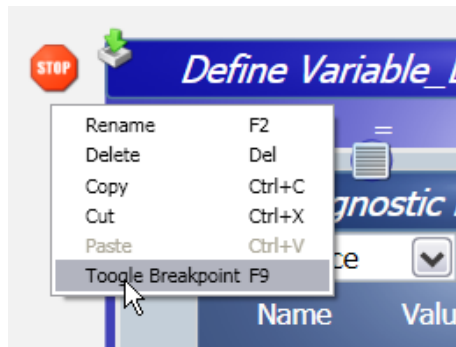 STOP
Define Variable_
=
Rename F2
Delete Del
Copy Ctrl+C
Cut Ctrl+X
Paste Ctrl+V
Toogle Breakpoint F9
gnostic
ce
Name Valu